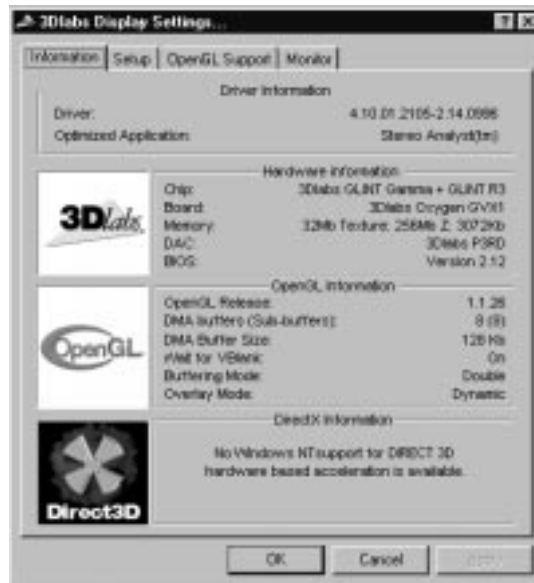 3Dlabs Display Settings...
Information Setup OpenGL Support Monitor
Driver Information
Driver: 4.10.01.2105-2.14.0886
Optimized Application: Stereo Analyst(tm)
Hardware Information
3Dlabs
Chip: 3Dlabs GLINT Gamma + GLINT R3
Board: 3Dlabs Oxygen GVX1
Memory: 32Mb Texture: 256Mb Z: 3072Kb
DAC: 3Dlabs P3RD
BIOS: Version 2.12
OpenGL Information
OpenGL
OpenGL Release: 1.1.26
DMA buffers (Sub-buffers): 8 (8)
DMA Buffer Size: 128 Kb
Wait for VBlank: On
Buffering Mode: Double
Overlay Mode: Dynamic
DirectX Information
No Windows NT support for DIRECT 3D
hardware based acceleration is available.
Direct3D
OK Cancel Apply